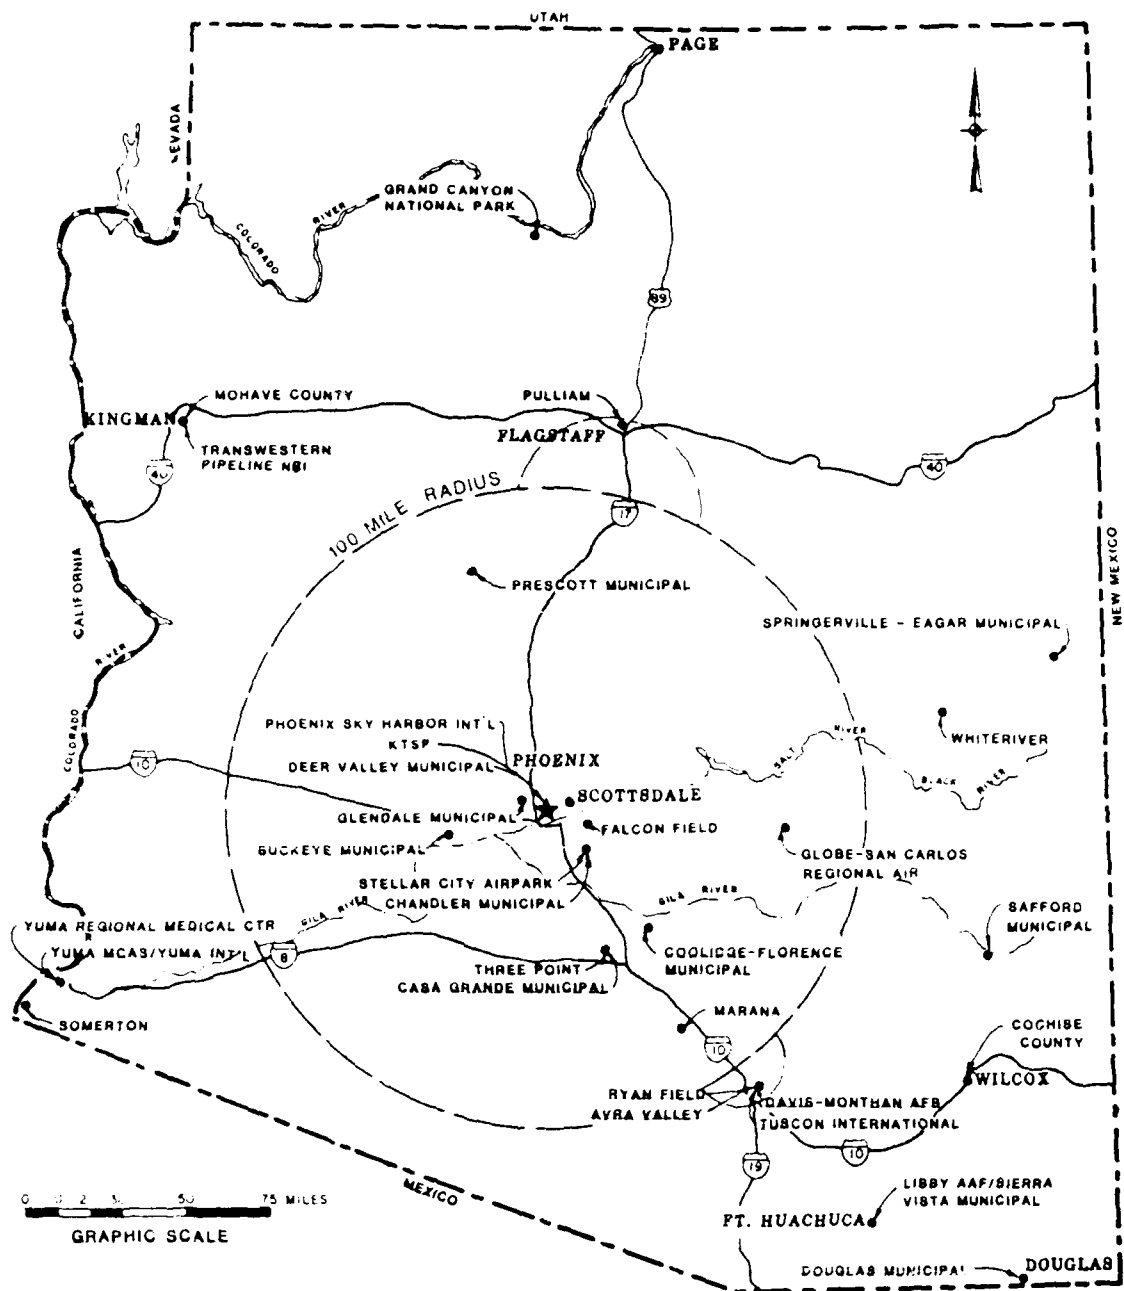 UTAH
PAGE
NEVADA
GRAND CANYON
NATIONAL PARK
COLORADO
RIVER
89
MOHAVE COUNTY
KINGMAN
TRANSWESTERN
PIPELINE
40
PULLIAM
FLAGSTAFF
40
100 MILE RADIUS
17
CALIFORNIA
NEW MEXICO
PRESCOTT MUNICIPAL
SPRINGERVILLE - EAGAR MUNICIPAL
COLORADO
RIVER
10
PHOENIX SKY HARBOR INT'L
KTSP
DEER VALLEY MUNICIPAL
PHOENIX
SALT
RIVER
WHITERIVER
BLACK
RIVER
SCOTTSDALE
GLENDALE MUNICIPAL
FALCON FIELD
BUCKEYE MUNICIPAL
GLOBE-SAN CARLOS
REGIONAL AIR
STELLAR CITY AIRPARK
CHANDLER MUNICIPAL
GILA RIVER
GILA RIVER
SAFFORD
MUNICIPAL
YUMA REGIONAL MEDICAL CTR
YUMA MCAS/YUMA INT'L
8
COOLIDGE-FLORENCE
MUNICIPAL
THREE POINT
CASA GRANDE MUNICIPAL
SOMERTON
MARANA
10
COCHISE
COUNTY
WILCOX
RYAN FIELD
AVRA VALLEY
DAVIS-MONTHAN AFB
TUSCON INTERNATIONAL
10
19
MEXICO
LIBBY AAF/SIERRA
VISTA MUNICIPAL
FT. HUACHUCA
DOUGLAS MUNICIPAL
DOUGLAS
0 50 75 MILES
GRAPHIC SCALE